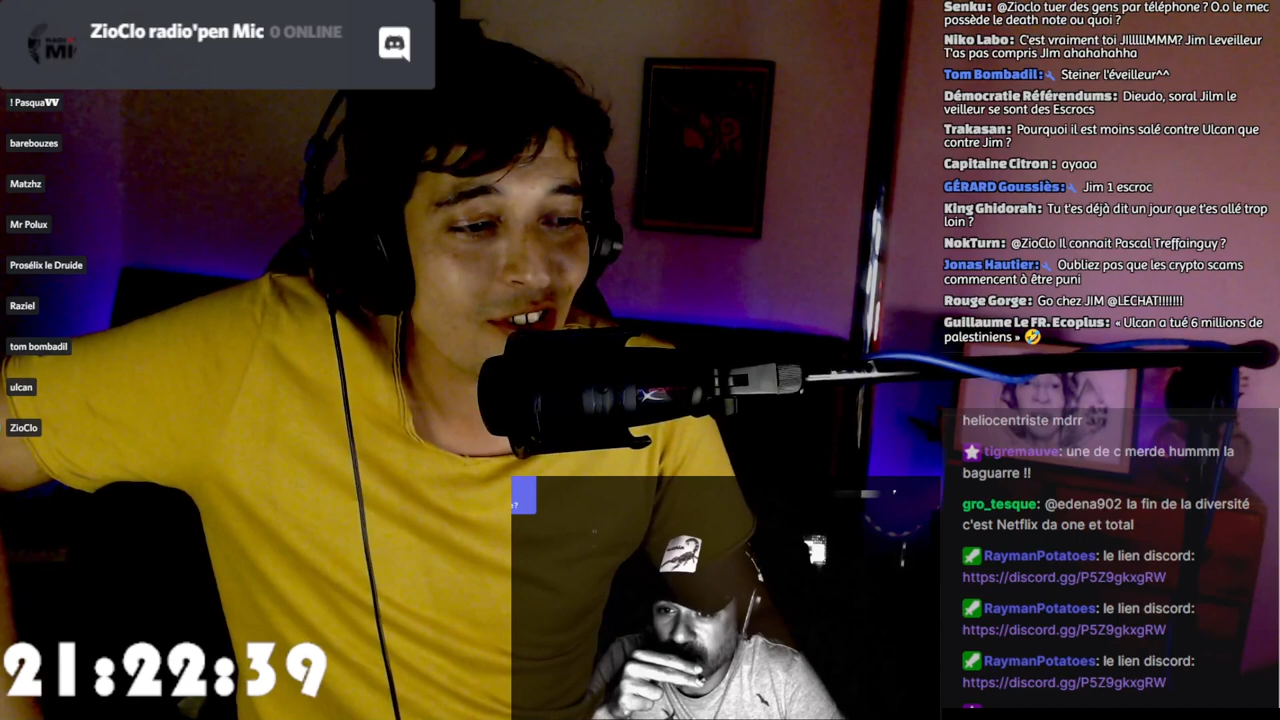 ZioClo radio'pen Mic 0 ONLINE
MI
! PasquaVV
barebouzes
Matzhz
Mr Polux
Prosélix le Druide
Raziel
tom bombadil
ulcan
ZioClo
21:22:39
Senku: @Zioclo tuer des gens par téléphone ? O.o le mec
possède le death note ou quoi ?
Niko Labo: C'est vraiment toi JIllllIMMM? Jim Leveilleur
T'as pas compris JIm ahahahahha
Tom Bombadil: Steiner l'éveilleur^^
Démocratie Référendums: Dieudo, soral Jilm le
veilleur se sont des Escrocs
Trakasan: Pourquoi il est moins salé contre Ulcan que
contre Jim ?
Capitaine Citron : ayaaa
GÉRARD Goussiès: Jim 1 escroc
King Ghidorah: Tu t'es déjà dit un jour que t'es allé trop
loin ?
NokTurn: @ZioClo Il connait Pascal Treffainguy ?
Jonas Hautier: Oubliez pas que les crypto scams
commencent à être puni
Rouge Gorge: Go chez JIM @LECHAT!!!!!!!
Guillaume Le FR. Ecoplus: « Ulcan a tué 6 millions de
palestiniens » 🤣
heliocentriste mdrr
tigremauve: une de c merde hummm la
baguarre !!
gro_tesque: @edena902 la fin de la diversité
c'est Netflix da one et total
RaymanPotatoes: le lien discord:
https://discord.gg/P5Z9gkxgRW
RaymanPotatoes: le lien discord:
https://discord.gg/P5Z9gkxgRW
RaymanPotatoes: le lien discord:
https://discord.gg/P5Z9gkxgRW